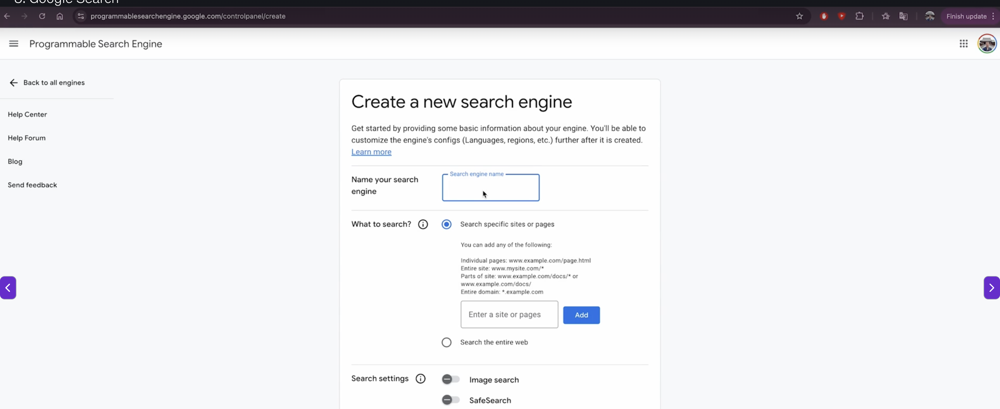 3. Google Search
programmablesearchengine.google.com/controlpanel/create
Finish update
Programmable Search Engine
Back to all engines
Help Center
Help Forum
Blog
Send feedback
Create a new search engine
Get started by providing some basic information about your engine. You'll be able to
customize the engine's configs (Languages, regions, etc.) further after it is created.
Learn more
Name your search
engine
Search engine name
What to search?
Search specific sites or pages
You can add any of the following:
Individual pages: www.example.com/page.html
Entire site: www.mysite.com/*
Parts of site: www.example.com/docs/* or
www.example.com/docs/
Entire domain: *.example.com
Enter a site or pages
Add
Search the entire web
Search settings
Image search
SafeSearch